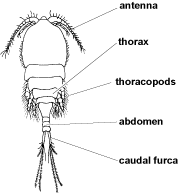 antenna
thorax
thoracopods
abdomen
caudal furca